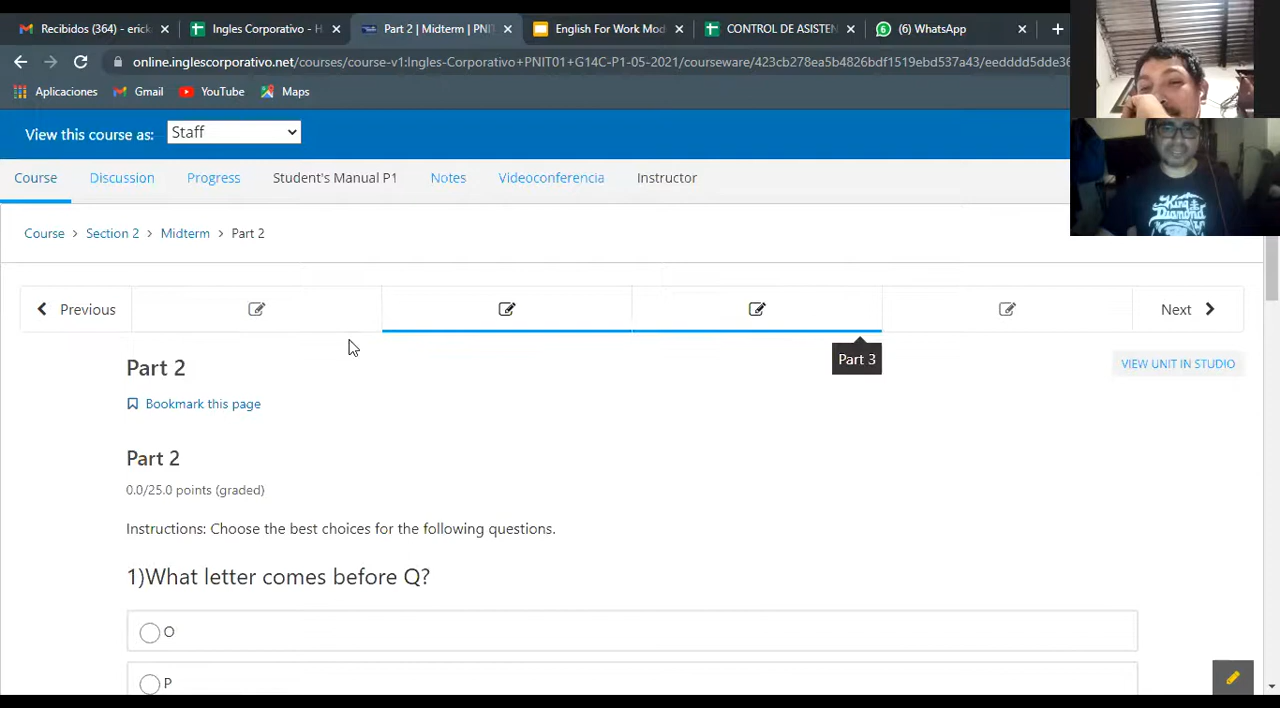 Recibidos (364) - erick
Ingles Corporativo - H
Part 2 | Midterm | PNI
English For Work Mod
CONTROL DE ASISTEN
(6) WhatsApp
online.inglescorporativo.net/courses/course-v1:Ingles-Corporativo+PNIT01+G14C-P1-05-2021/courseware/423cb278ea5b4826bdf1519ebd537a43/eedddd5dde36
Aplicaciones
Gmail
YouTube
Maps
View this course as:
Staff
Course
Discussion
Progress
Student's Manual P1
Notes
Videoconferencia
Instructor
Course > Section 2 > Midterm > Part 2
Previous
Next
Part 3
Part 2
VIEW UNIT IN STUDIO
Bookmark this page
Part 2
0.0/25.0 points (graded)
Instructions: Choose the best choices for the following questions.
1)What letter comes before Q?
O
P
King
Diamond